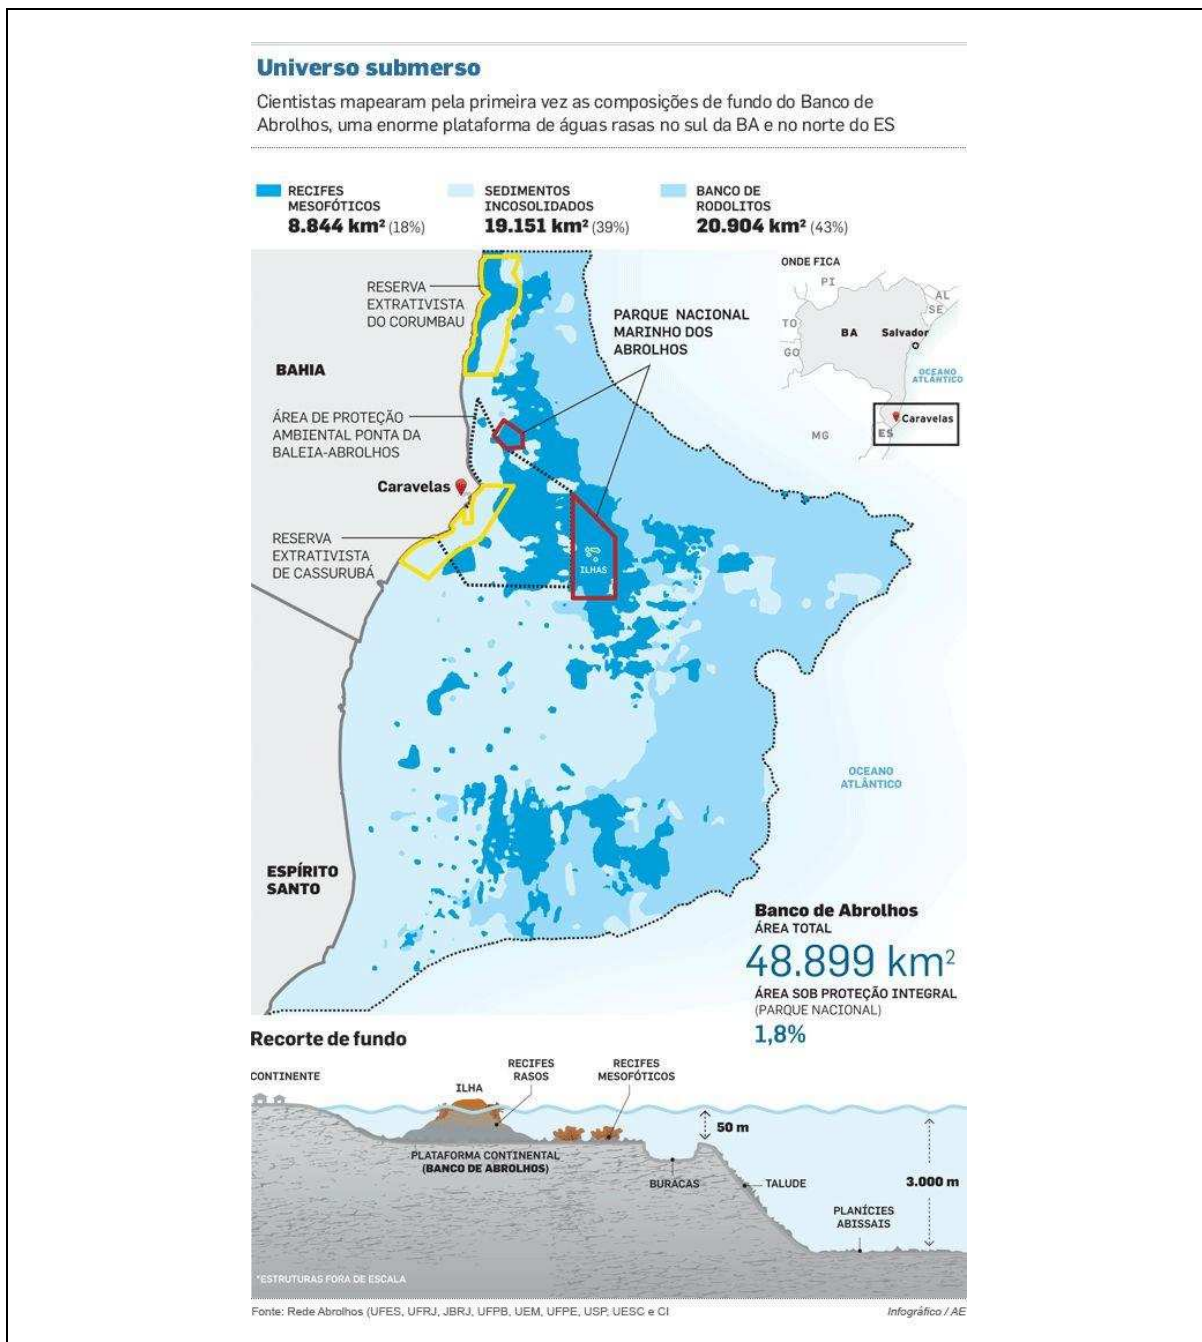 Universo submerso
Cientistas mapearam pela primeira vez as composições de fundo do Banco de
Abrolhos, uma enorme plataforma de águas rasas no sul da BA e no norte do ES
RECIFES
MESOFÓTICOS
8.844 km² (18%)
SEDIMENTOS
INCOSOLIDADOS
19.151 km² (39%)
BANCO DE
RODOLITOS
20.904 km² (43%)
RESERVA
EXTRATIVISTA
DO CORUMBAU
PARQUE NACIONAL
MARINHO DOS
ABROLHOS
ONDE FICA
PI
AL
SE
TO
BA
Salvador
GO
OCEANO
ATLÂNTICO
Caravelas
ES
MG
BAHIA
ÁREA DE PROTEÇÃO
AMBIENTAL PONTA DA
BALEIA-ABROLHOS
Caravelas
RESERVA
EXTRATIVISTA
DE CASSURUBÁ
ILHAS
OCEANO
ATLÂNTICO
ESPÍRITO
SANTO
Banco de Abrolhos
ÁREA TOTAL
48.899 km²
ÁREA SOB PROTEÇÃO INTEGRAL
(PARQUE NACIONAL)
1,8%
Recorte de fundo
CONTINENTE
ILHA
RECIFES
RASOS
RECIFES
MESOFÓTICOS
50 m
PLATAFORMA CONTINENTAL
(BANCO DE ABROLHOS)
BURACAS
TALUDE
3.000 m
PLANÍCIES
ABISSAIS
*ESTRUTURAS FORA DE ESCALA
Fonte: Rede Abrolhos (UFES, UFRJ, JBRJ, UFPB, UEM, UFPE, USP, UESC e CI
Infográfico / AE